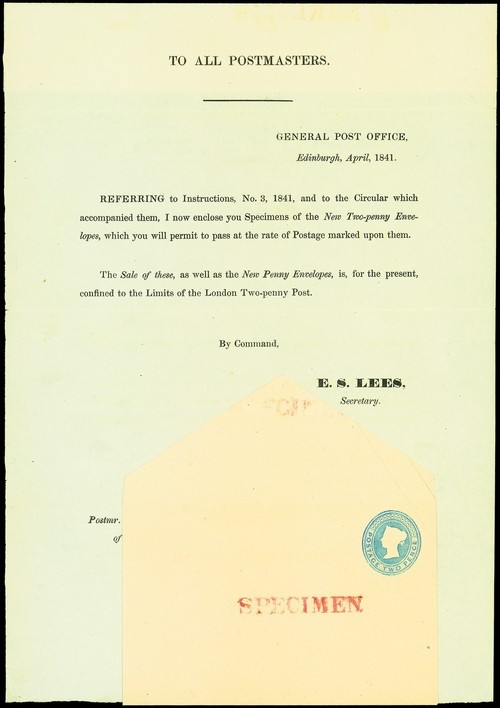 TO ALL POSTMASTERS.
GENERAL POST OFFICE,
Edinburgh, April, 1841.
REFERRING to Instructions, No. 3, 1841, and to the Circular which
accompanied them, I now enclose you Specimens of the New Two-penny Enve-
lopes, which you will permit to pass at the rate of Postage marked upon them.
The Sale of these, as well as the New Penny Envelopes, is, for the present,
confined to the Limits of the London Two-penny Post.
By Command,
E. S. LEES,
Secretary.
Postmr.
of
POSTAGE TWO PENCE
SPECIMEN